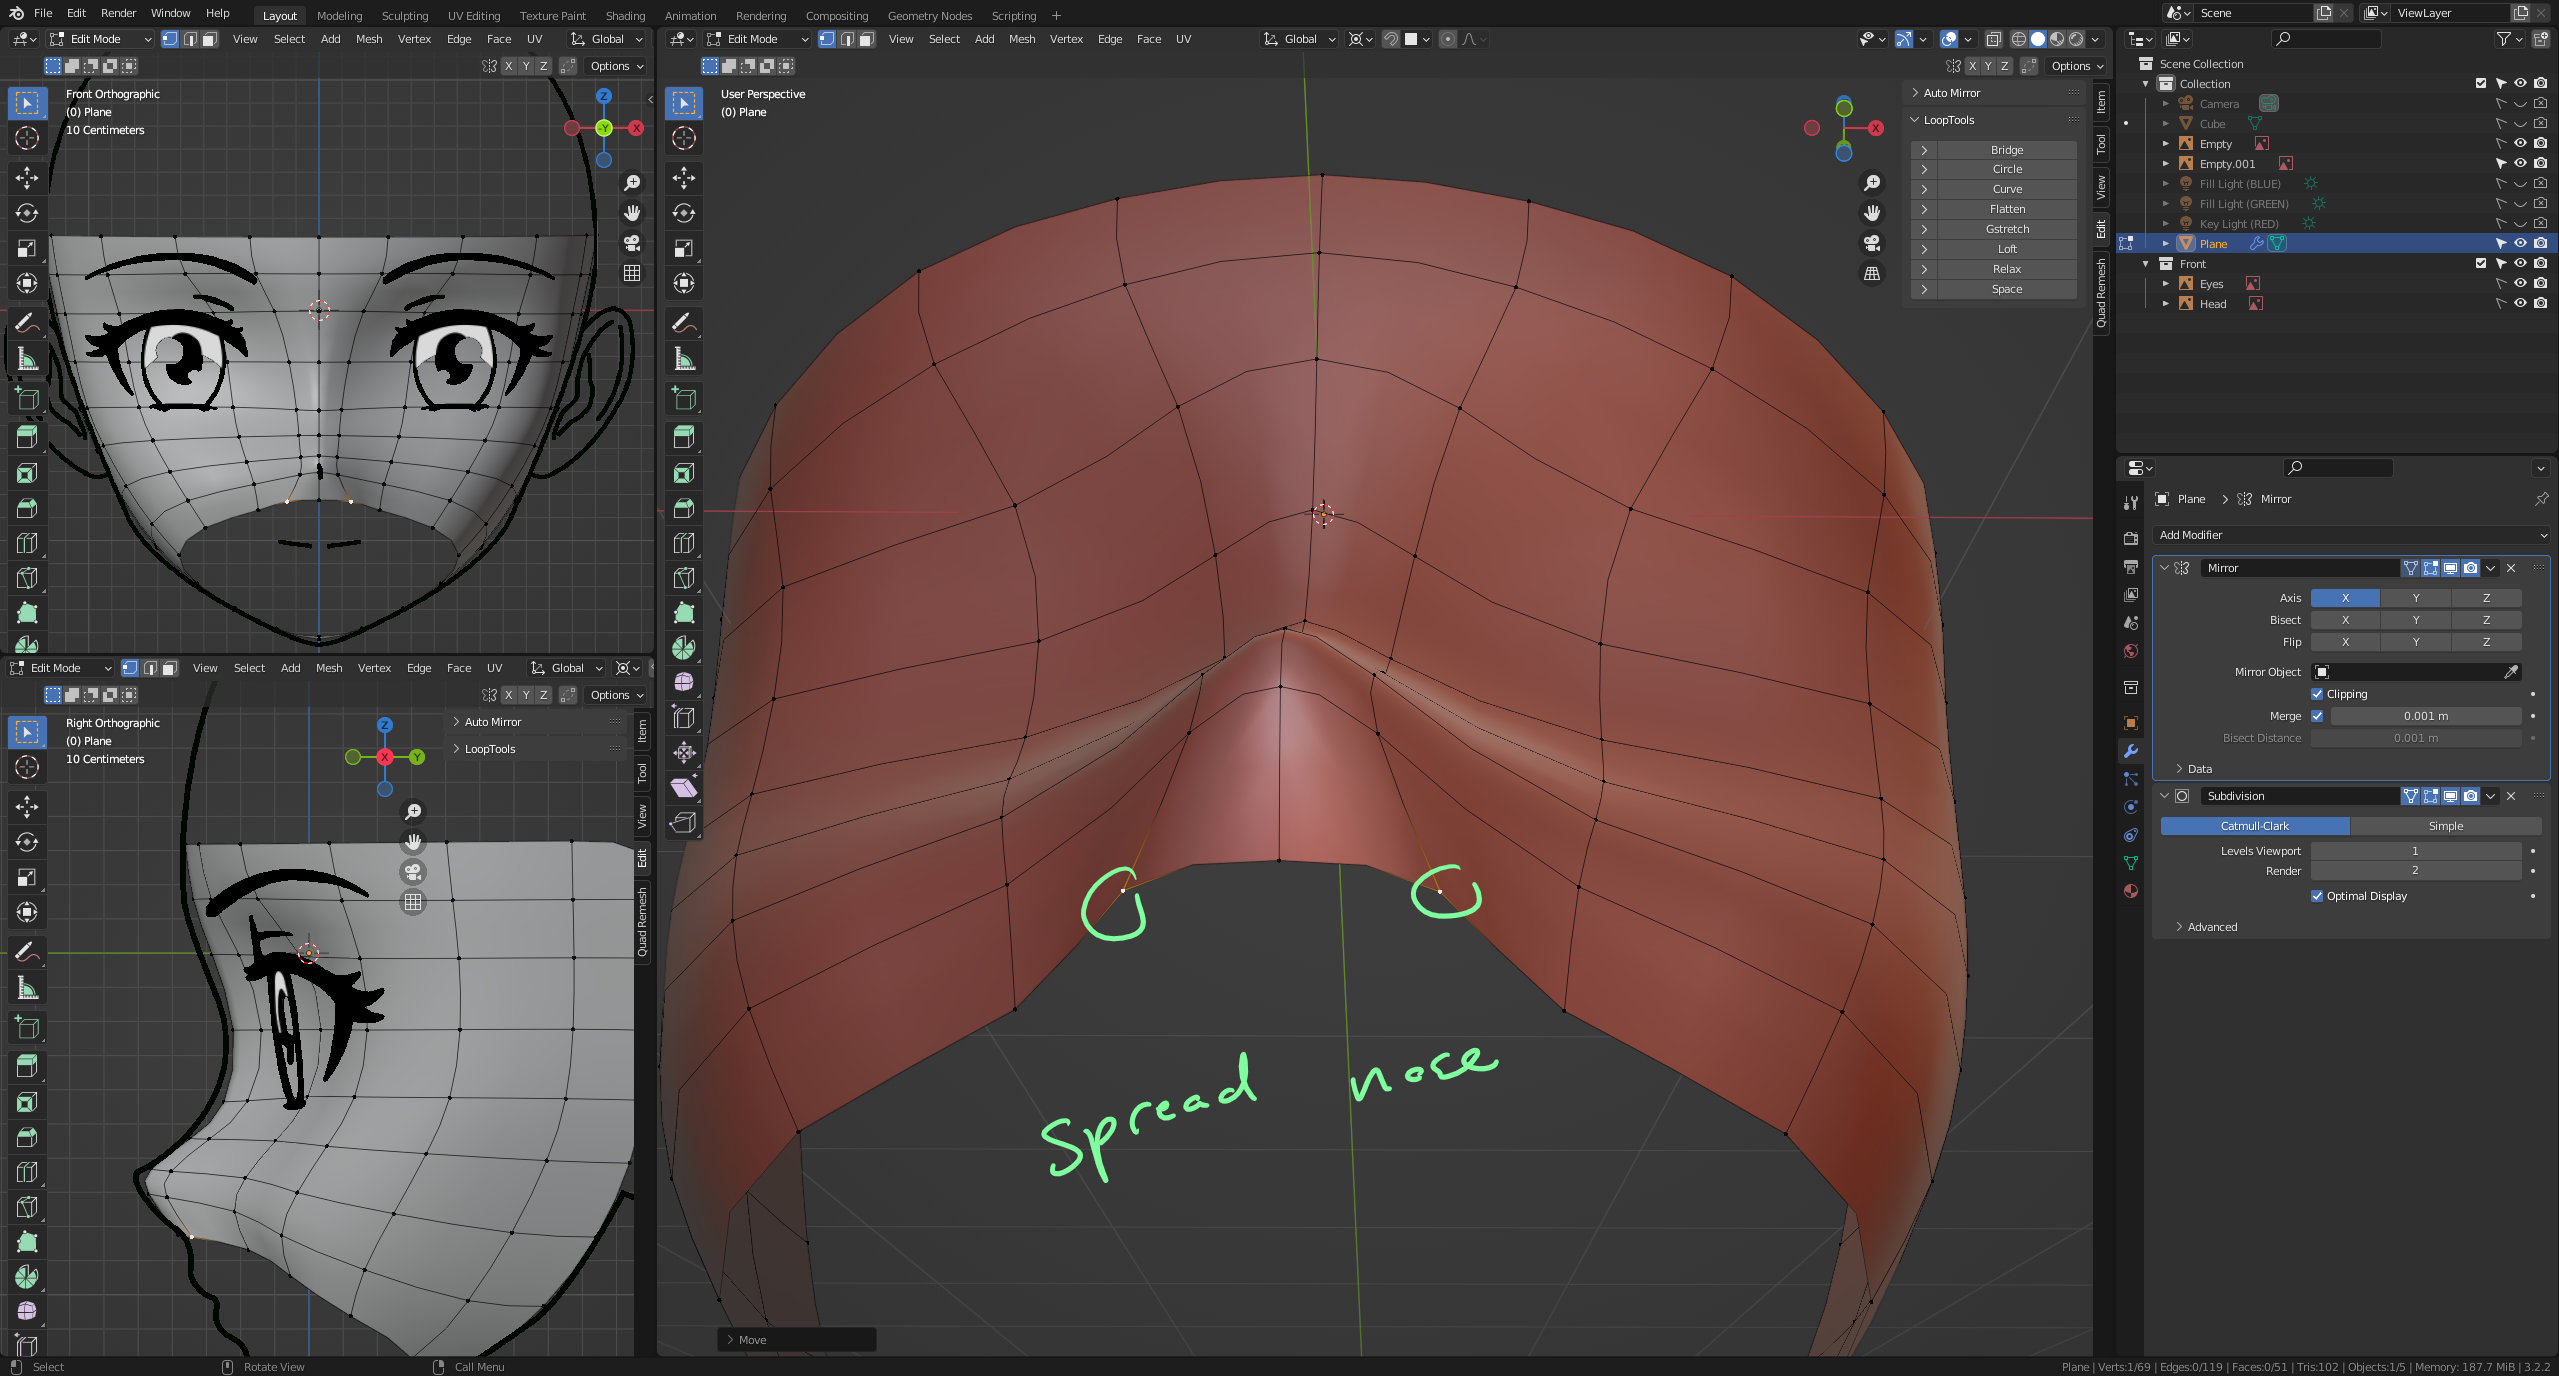 File Edit Render Window Help Layout Modeling Sculpting UV Editing Texture Paint Shading Animation Rendering Compositing Geometry Nodes Scripting + Scene ViewLayer
Edit Mode View Select Add Mesh Vertex Edge Face UV Global
X Y Z Options
Front Orthographic
(0) Plane
10 Centimeters
Z
Y
X
Edit Mode View Select Add Mesh Vertex Edge Face UV Global
X Y Z Options
Right Orthographic
(0) Plane
10 Centimeters
Z
X
Y
Auto Mirror
LoopTools
Item
Tool
View
Edit
Quad Remesh
Edit Mode View Select Add Mesh Vertex Edge Face UV Global
X Y Z Options
User Perspective
(0) Plane
X
Auto Mirror
LoopTools
Bridge
Circle
Curve
Flatten
Gstretch
Loft
Relax
Space
Item
Tool
View
Edit
Quad Remesh
Spread nose
Move
Scene Collection
Collection
Camera
Cube
Empty
Empty.001
Fill Light (BLUE)
Fill Light (GREEN)
Key Light (RED)
Plane
Front
Eyes
Head
Plane Mirror
Add Modifier
Mirror
Axis X Y Z
Bisect X Y Z
Flip X Y Z
Mirror Object
Clipping
Merge 0.001 m
Bisect Distance 0.001 m
Data
Subdivision
Catmull-Clark Simple
Levels Viewport 1
Render 2
Optimal Display
Advanced
Select Rotate View Call Menu
Plane | Verts:1/69 | Edges:0/119 | Faces:0/51 | Tris:102 | Objects:1/5 | Memory: 187.7 MiB | 3.2.2